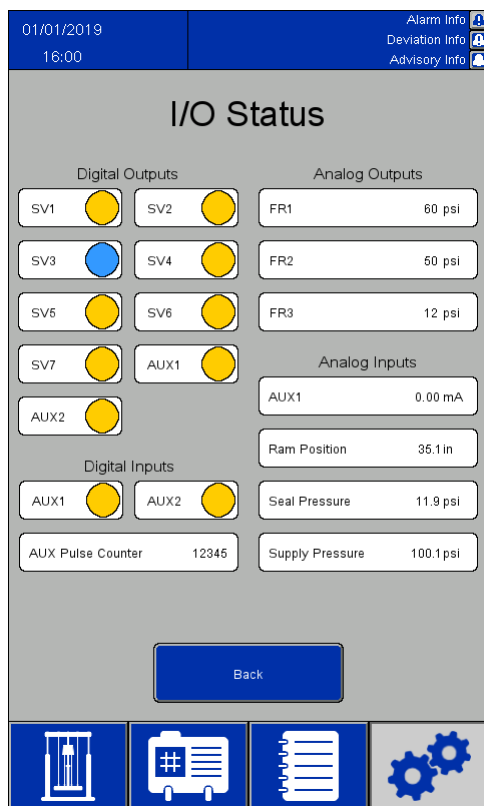 01/01/2019
16:00
Alarm Info
Deviation Info
Advisory Info
I/O Status
Digital Outputs
SV1
SV2
SV3
SV4
SV5
SV6
SV7
AUX1
AUX2
Digital Inputs
AUX1
AUX2
AUX Pulse Counter 12345
Analog Outputs
FR1 60 psi
FR2 50 psi
FR3 12 psi
Analog Inputs
AUX1 0.00 mA
Ram Position 35.1 in
Seal Pressure 11.9 psi
Supply Pressure 100.1 psi
Back
#